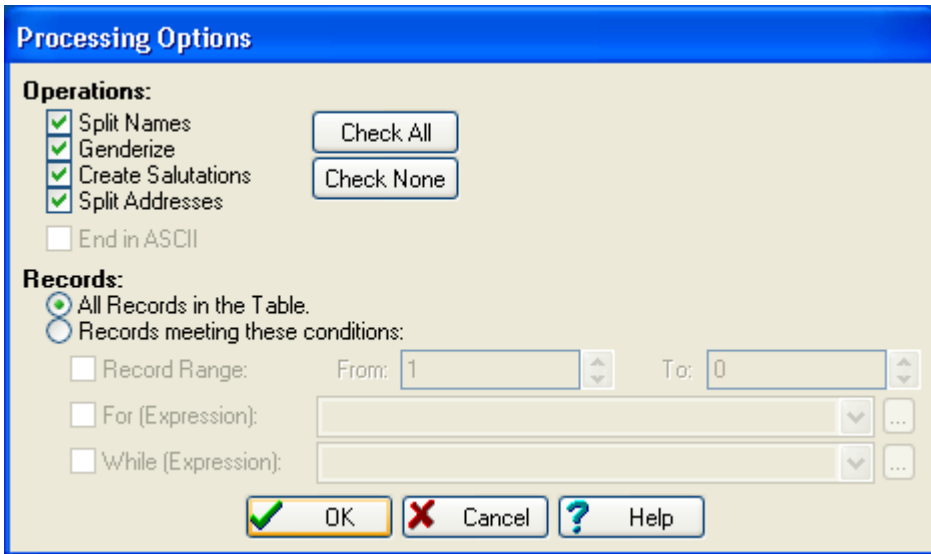 Processing Options
Operations:
Split Names
Genderize
Create Salutations
Split Addresses
Check All
Check None
End in ASCII
Records:
All Records in the Table.
Records meeting these conditions:
Record Range: From: 1 To: 0
For (Expression): ...
While (Expression): ...
OK Cancel ? Help